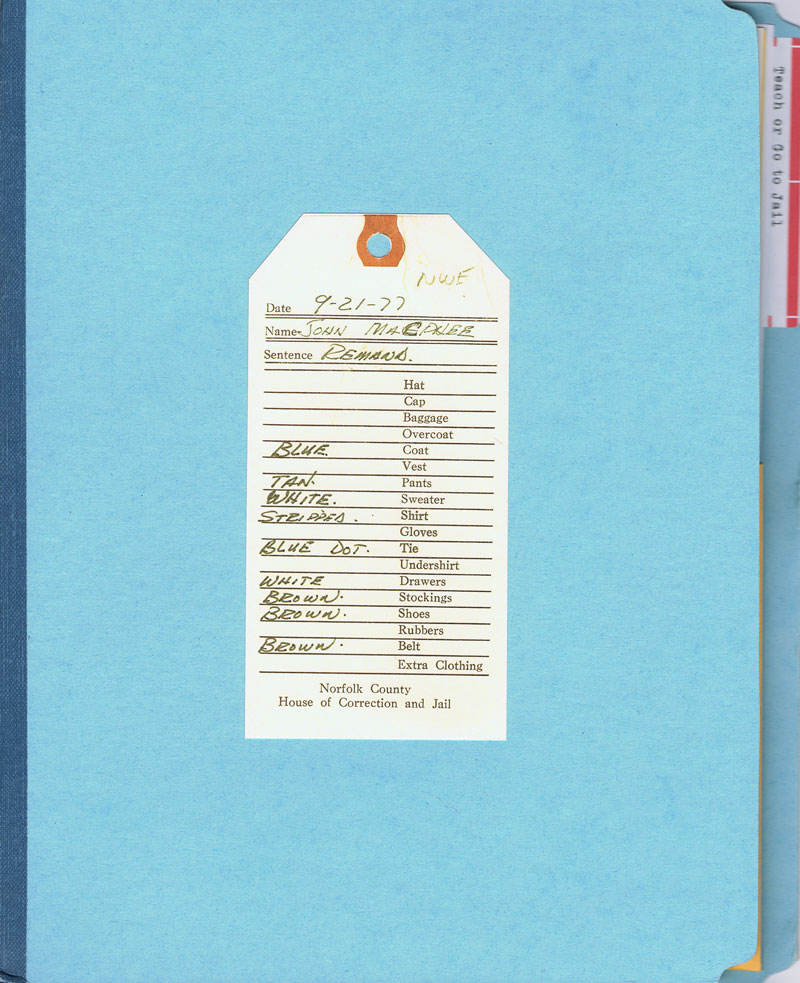 Teach or Go to Jail
NWE
Date 9-21-77
Name- JOHN MACPHEE
Sentence REMAND.
Hat
Cap
Baggage
Overcoat
BLUE. Coat
Vest
TAN. Pants
WHITE. Sweater
STRIPPED. Shirt
Gloves
BLUE DOT. Tie
Undershirt
WHITE Drawers
BROWN. Stockings
BROWN. Shoes
Rubbers
BROWN. Belt
Extra Clothing
Norfolk County
House of Correction and Jail